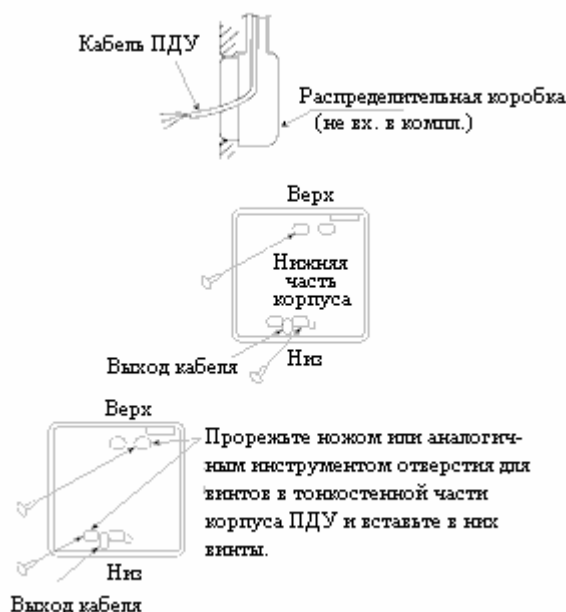 Кабель ПДУ
Распределительная коробка
(не вх. в компл.)
Верх
Нижняя
часть
корпуса
Выход кабеля
Низ
Верх
Прорежьте ножом или аналогич-
ным инструментом отверстия для
винтов в тонкостенной части
корпуса ПДУ и вставьте в них
винты.
Низ
Выход кабеля